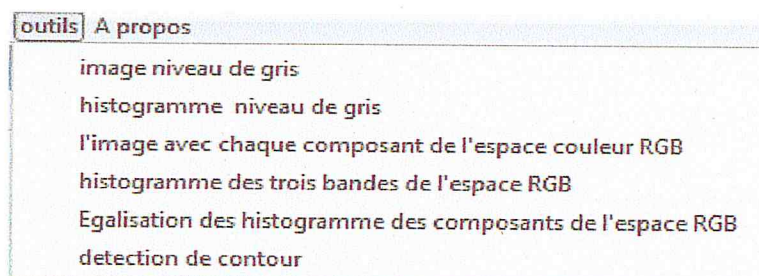 outils A propos
image niveau de gris
histogramme niveau de gris
l'image avec chaque composant de l'espace couleur RGB
histogramme des trois bandes de l'espace RGB
Egalisation des histogramme des composants de l'espace RGB
detection de contour